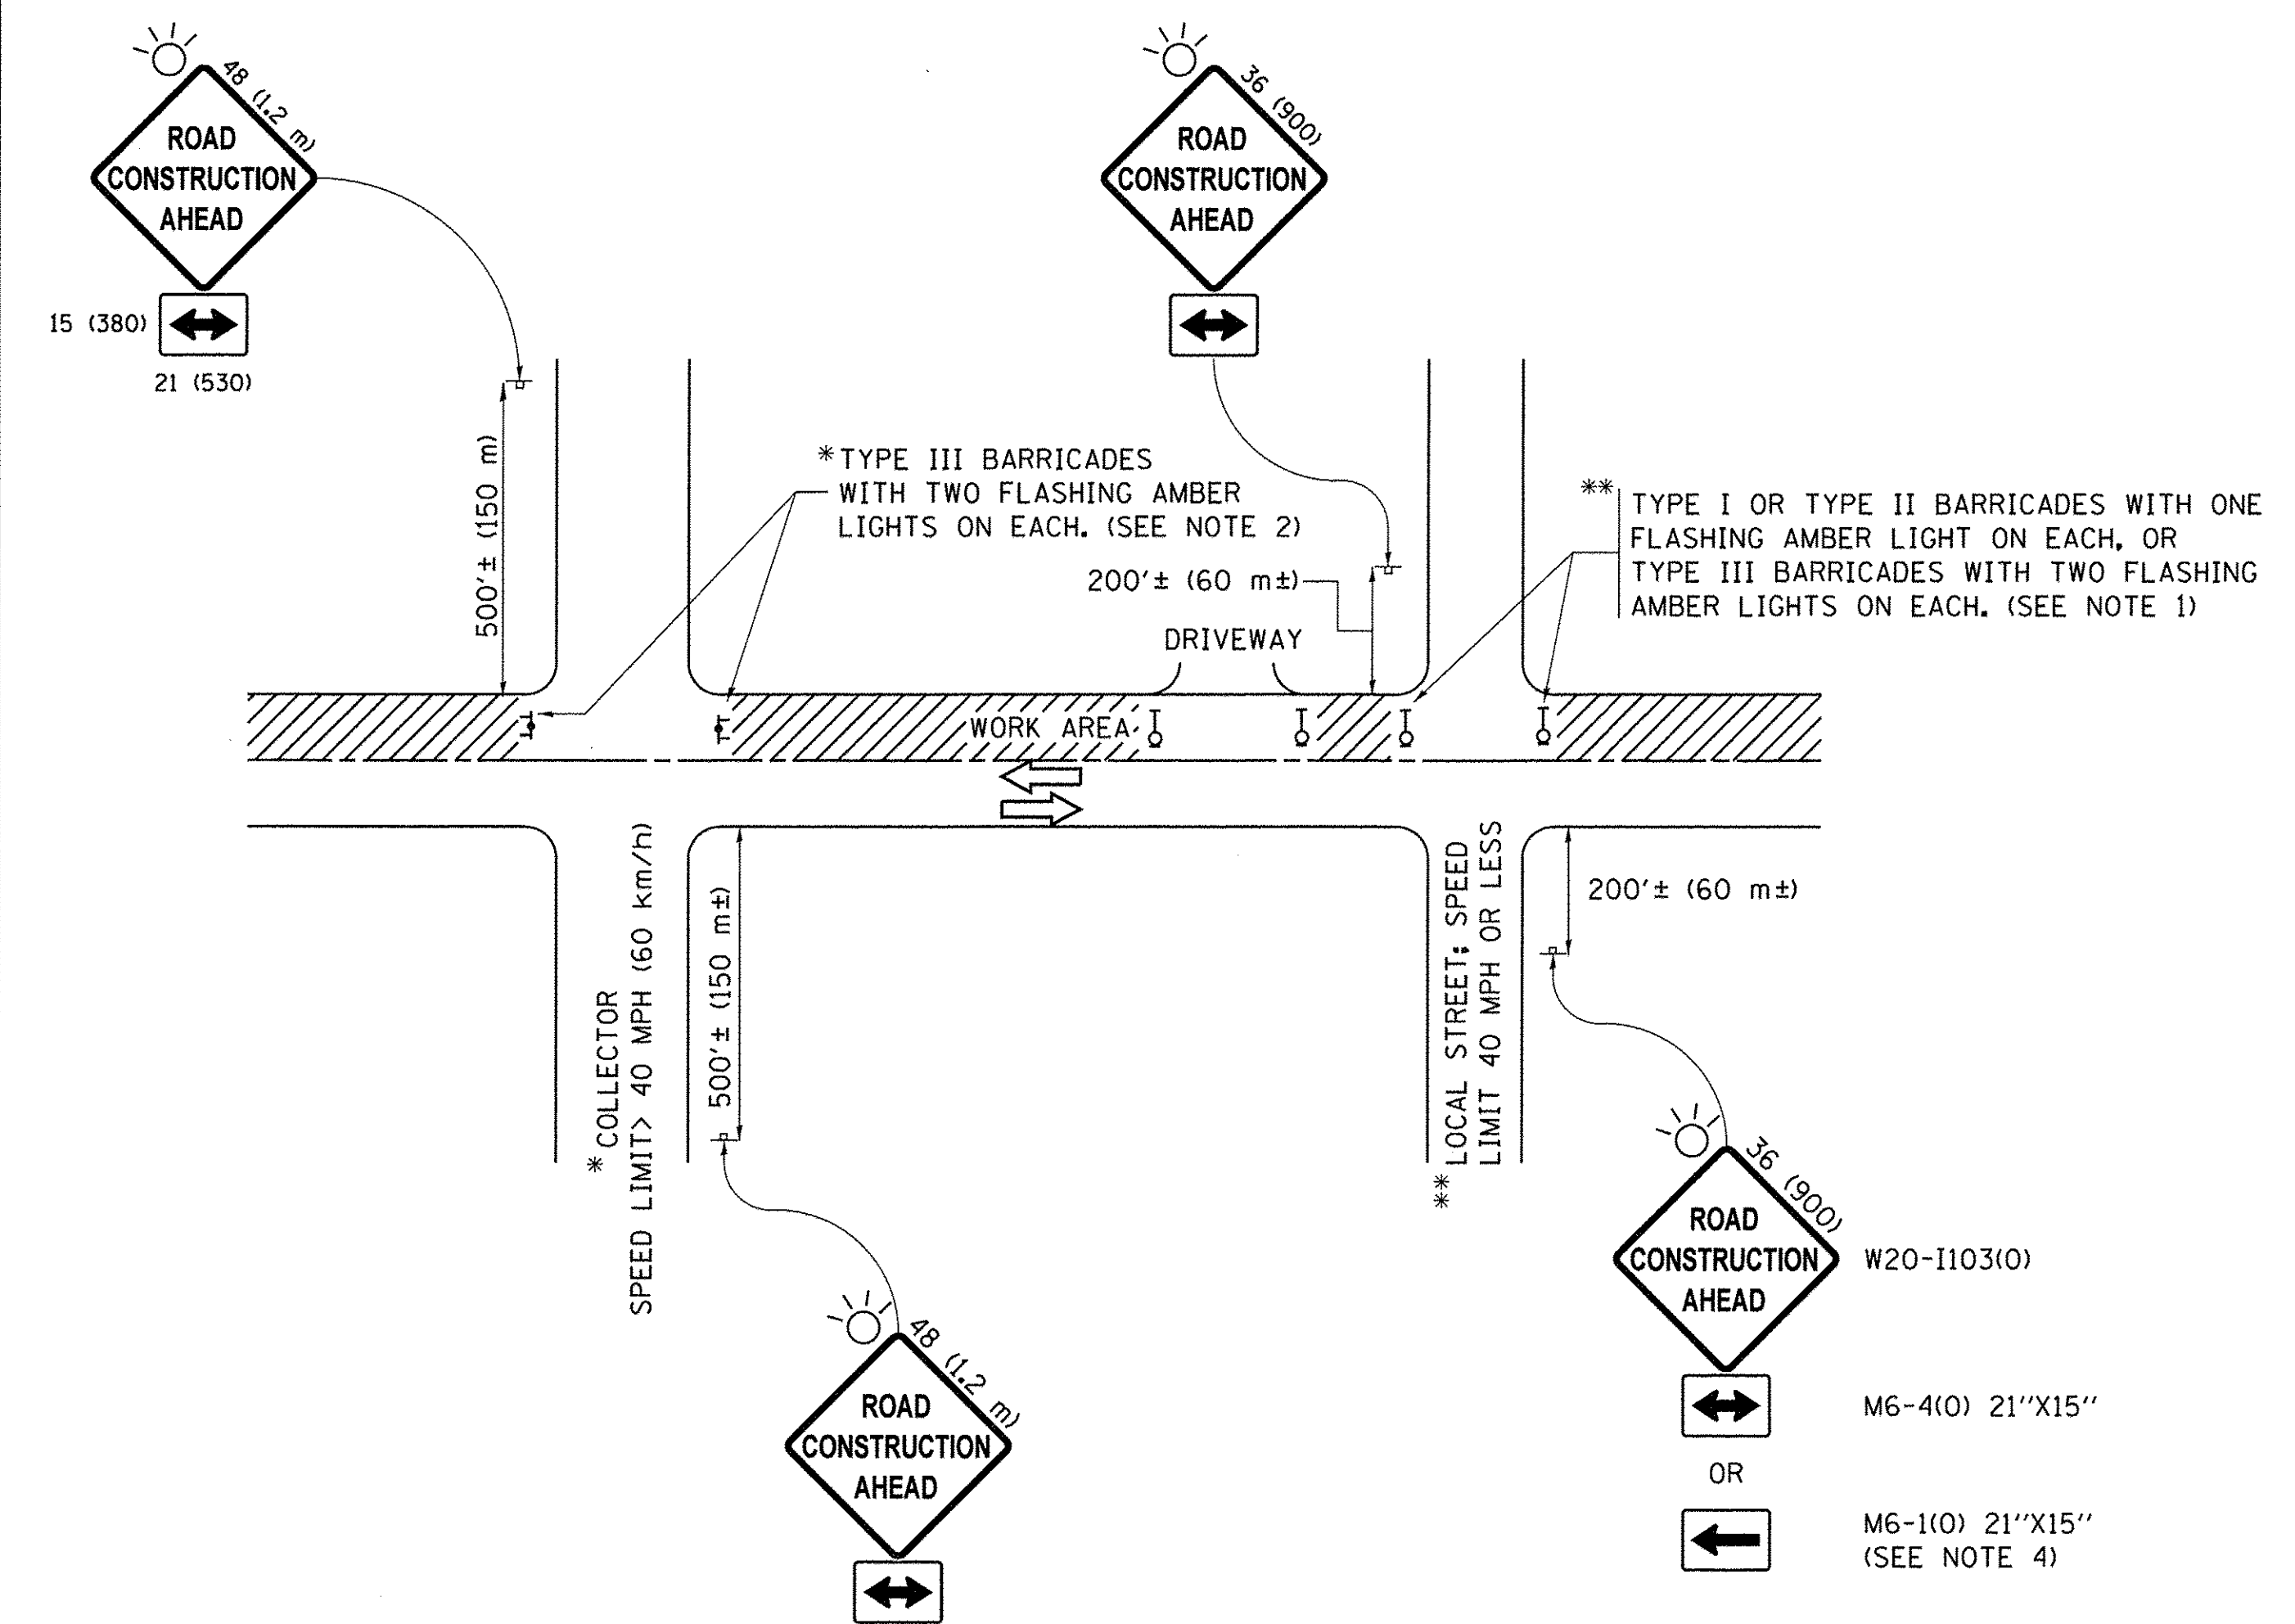 48 (1.2 m)
ROAD
CONSTRUCTION
AHEAD
15 (380)
21 (530)
36 (900)
ROAD
CONSTRUCTION
AHEAD
500'± (150 m)
*TYPE III BARRICADES
WITH TWO FLASHING AMBER
LIGHTS ON EACH. (SEE NOTE 2)
200'± (60 m±)
DRIVEWAY
** TYPE I OR TYPE II BARRICADES WITH ONE
FLASHING AMBER LIGHT ON EACH, OR
TYPE III BARRICADES WITH TWO FLASHING
AMBER LIGHTS ON EACH. (SEE NOTE 1)
WORK AREA
* COLLECTOR
SPEED LIMIT> 40 MPH (60 km/h)
500'± (150 m±)
** LOCAL STREET; SPEED
LIMIT 40 MPH OR LESS
200'± (60 m±)
48 (1.2 m)
ROAD
CONSTRUCTION
AHEAD
36 (900)
ROAD
CONSTRUCTION
AHEAD
W20-I103(O)
M6-4(O) 21''X15''
OR
M6-1(O) 21''X15''
(SEE NOTE 4)